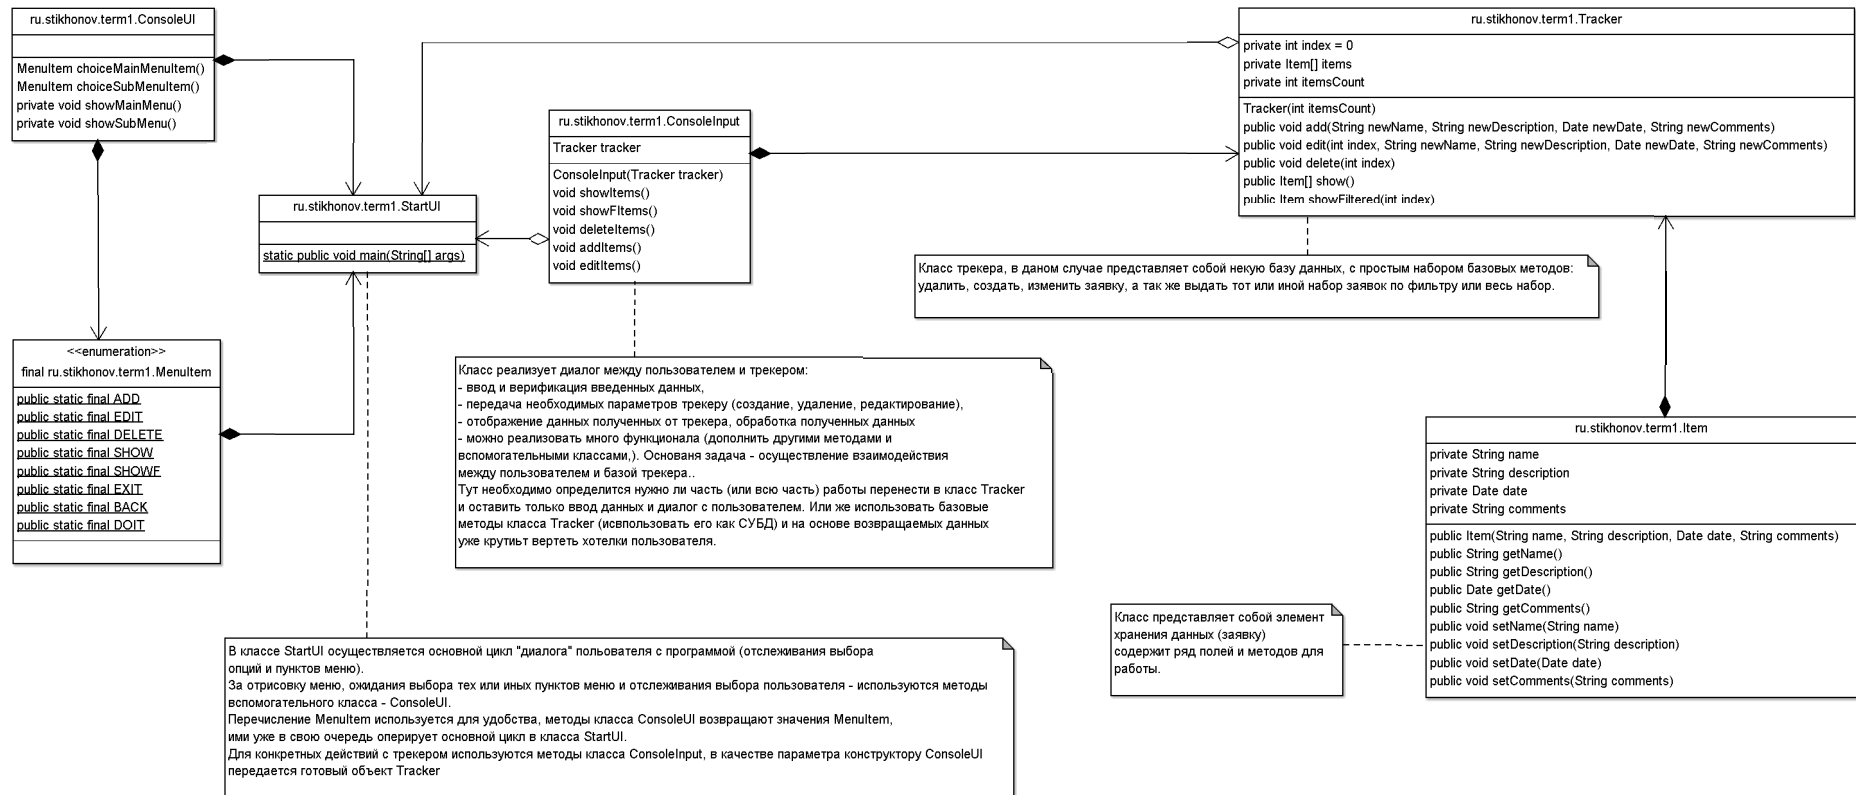 ru.stikhonov.term1.ConsoleUI
MenuItem choiceMainMenuItem()
MenuItem choiceSubMenuItem()
private void showMainMenu()
private void showSubMenu()
ru.stikhonov.term1.Tracker
private int index = 0
private Item[] items
private int itemsCount
Tracker(int itemsCount)
public void add(String newName, String newDescription, Date newDate, String newComments)
public void edit(int index, String newName, String newDescription, Date newDate, String newComments)
public void delete(int index)
public Item[] show()
public Item showFiltered(int index)
ru.stikhonov.term1.ConsoleInput
Tracker tracker
ConsoleInput(Tracker tracker)
void showItems()
void showFItems()
void deleteItems()
void addItems()
void editItems()
ru.stikhonov.term1.StartUI
static public void main(String[] args)
Класс трекера, в даном случае представляет собой некую базу данных, с простым набором базовых методов:
удалить, создать, изменить заявку, а так же выдать тот или иной набор заявок по фильтру или весь набор.
<<enumeration>>
final ru.stikhonov.term1.MenuItem
public static final ADD
public static final EDIT
public static final DELETE
public static final SHOW
public static final SHOWF
public static final EXIT
public static final BACK
public static final DOIT
Класс реализует диалог между пользователем и трекером:
- ввод и верификация введенных данных,
- передача необходимых параметров трекеру (создание, удаление, редактирование),
- отображение данных полученных от трекера, обработка полученных данных
- можно реализовать много функционала (дополнить другими методами и
вспомогательными классами,). Основаня задача - осуществление взаимодействия
между пользователем и базой трекера..
Тут необходимо определится нужно ли часть (или всю часть) работы перенести в класс Tracker
и оставить только ввод данных и диалог с пользователем. Или же использовать базовые
методы класса Tracker (исвпользовать его как СУБД) и на основе возвращаемых данных
уже крутиьт вертеть хотелки пользователя.
ru.stikhonov.term1.Item
private String name
private String description
private Date date
private String comments
public Item(String name, String description, Date date, String comments)
public String getName()
public String getDescription()
public Date getDate()
public String getComments()
public void setName(String name)
public void setDescription(String description)
public void setDate(Date date)
public void setComments(String comments)
Класс представляет собой элемент
хранения данных (заявку)
содержит ряд полей и методов для
работы.
В классе StartUI осуществляется основной цикл "диалога" пользователя с программой (отслеживания выбора
опций и пунктов меню).
За отрисовку меню, ожидания выбора тех или иных пунктов меню и отслеживания выбора пользователя - используются методы
вспомогательного класса - ConsoleUI.
Перечисление MenuItem используется для удобства, методы класса ConsoleUI возвращают значения MenuItem,
ими уже в свою очередь оперирует основной цикл в класса StartUI.
Для конкретных действий с трекером используются методы класса ConsoleInput, в качестве параметра конструктору ConsoleUI
передается готовый объект Tracker